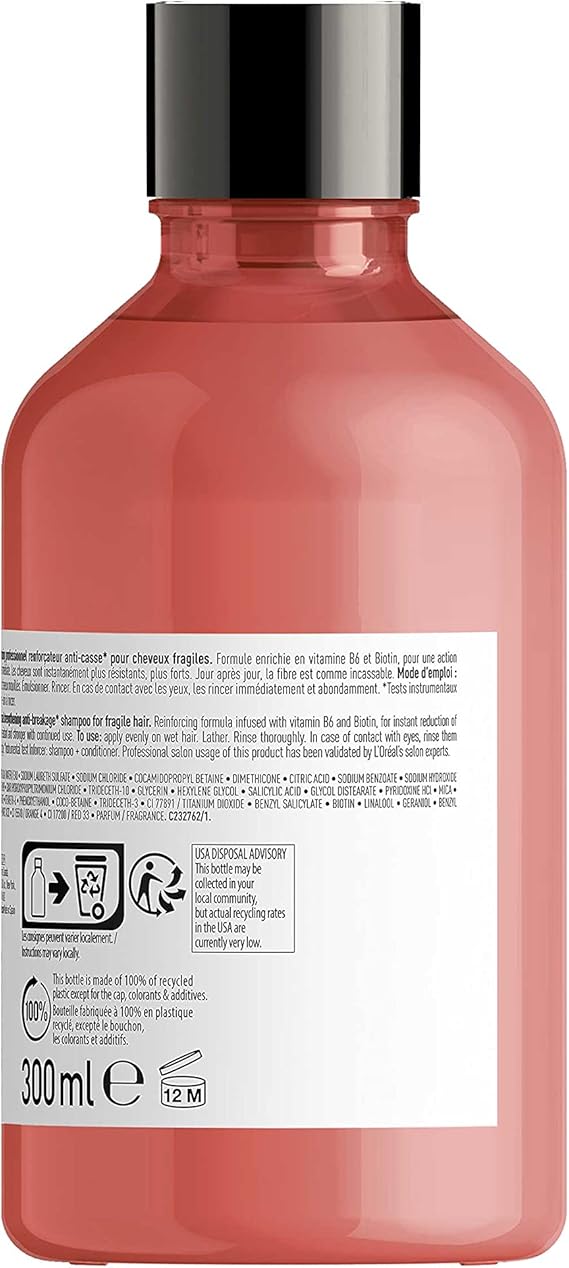 professionnel renforçateur anti-casse* pour cheveux fragiles. Formule enrichie en vitamine B6 et Biotin, pour une action
les cheveux sont instantanément plus résistants, plus forts. Jour après jour, la fibre est comme incassable. Mode d'emploi :
mouillés. Émulsionner. Rincer. En cas de contact avec les yeux, les rincer immédiatement et abondamment. *Tests instrumentaux
anti-breakage* shampoo for fragile hair. Reinforcing formula infused with vitamin B6 and Biotin, for instant reduction of
and stronger with continued use. To use: apply evenly on wet hair. Lather. Rinse thoroughly. In case of contact with eyes, rinse them
shampoo + conditioner. Professional salon usage of this product has been validated by L'Oréal's salon experts.
• SODIUM LAURETH SULFATE • SODIUM CHLORIDE • COCAMIDOPROPYL BETAINE • DIMETHICONE • CITRIC ACID • SODIUM BENZOATE • SODIUM HYDROXIDE
CHLORIDE • TRIDECETH-10 • GLYCERIN • HEXYLENE GLYCOL • SALICYLIC ACID • GLYCOL DISTEARATE • PYRIDOXINE HCl • MICA •
• PHENOXYETHANOL • COCO-BETAINE • TRIDECETH-3 • CI 77891 / TITANIUM DIOXIDE • BENZYL SALICYLATE • BIOTIN • LINALOOL • GERANIOL • BENZYL
/ ORANGE 4 • CI 17200 / RED 33 • PARFUM / FRAGRANCE. C232762/1.
Les consignes peuvent varier localement. /
Instructions may vary locally.
USA DISPOSAL ADVISORY
This bottle may be
collected in your
local community,
but actual recycling rates
in the USA are
currently very low.
100%
This bottle is made of 100% of recycled
plastic except for the cap, colorants & additives.
Bouteille fabriquée à 100% en plastique
recyclé, excepté le bouchon,
les colorants et additifs.
300 ml e
12 M